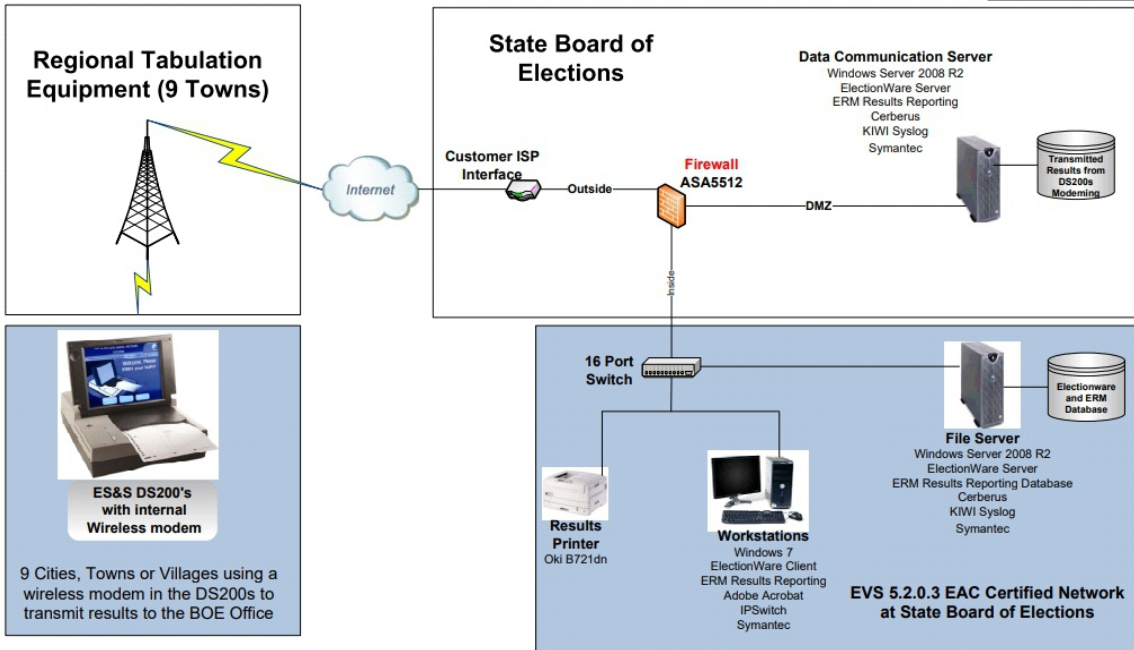 Regional Tabulation
Equipment (9 Towns)
Internet
State Board of
Elections
Customer ISP
Interface
Outside
Firewall
ASA5512
DMZ
Inside
Data Communication Server
Windows Server 2008 R2
ElectionWare Server
ERM Results Reporting
Cerberus
KIWI Syslog
Symantec
Transmitted
Results from
DS200s
Modeming
ES&S DS200's
with internal
Wireless modem
9 Cities, Towns or Villages using a
wireless modem in the DS200s to
transmit results to the BOE Office
16 Port
Switch
Results
Printer
Oki B721dn
Workstations
Windows 7
ElectionWare Client
ERM Results Reporting
Adobe Acrobat
IPSwitch
Symantec
File Server
Windows Server 2008 R2
ElectionWare Server
ERM Results Reporting Database
Cerberus
KIWI Syslog
Symantec
Electionware
and ERM
Database
EVS 5.2.0.3 EAC Certified Network
at State Board of Elections